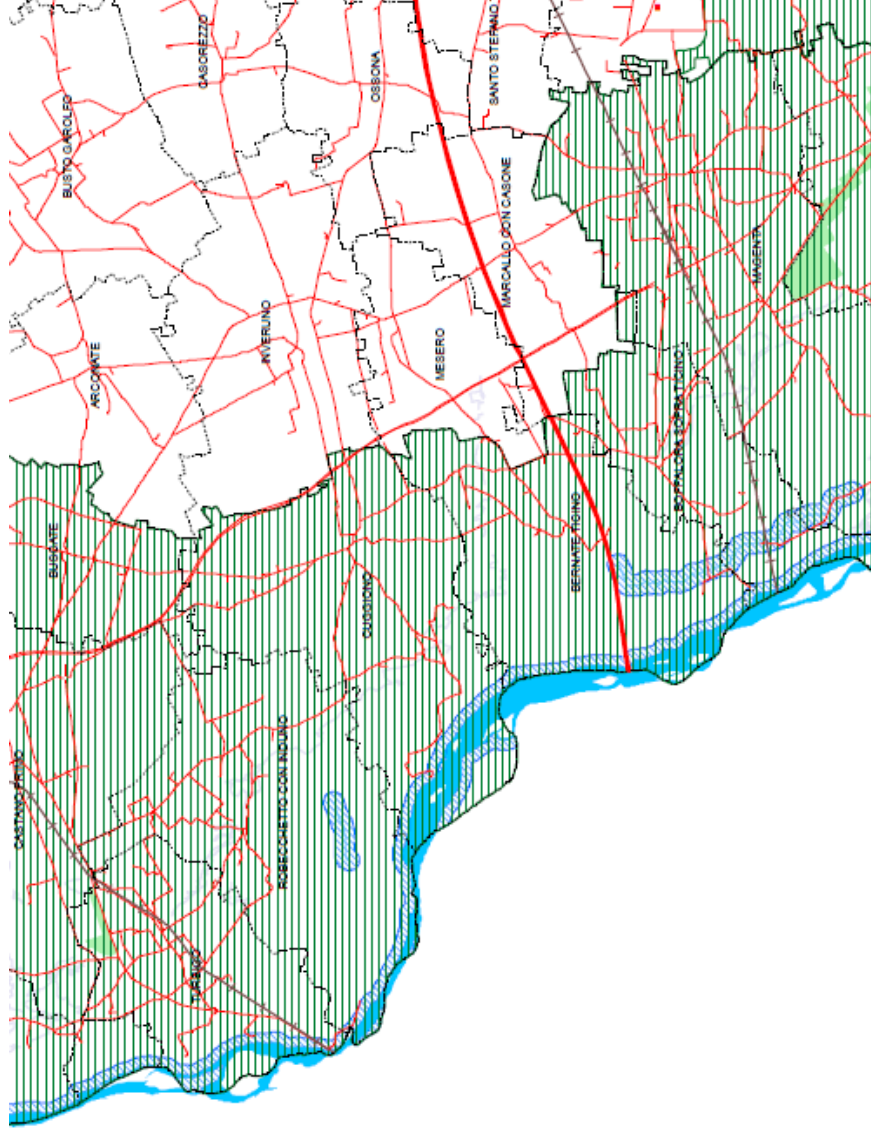 BUSTO GAROLFO
CASOREZZO
OSSONA
SANTO STEFANO
ARCONATE
INVERUNO
MESERO
MARCALLO CON CASONE
MAGENTA
BUSCATE
CUGGIONO
BERNATE TICINO
BOFFALORA SOPRA TICINO
CASTANO PRIMO
ROBECCHETTO CON INDUNO
TURBIGO